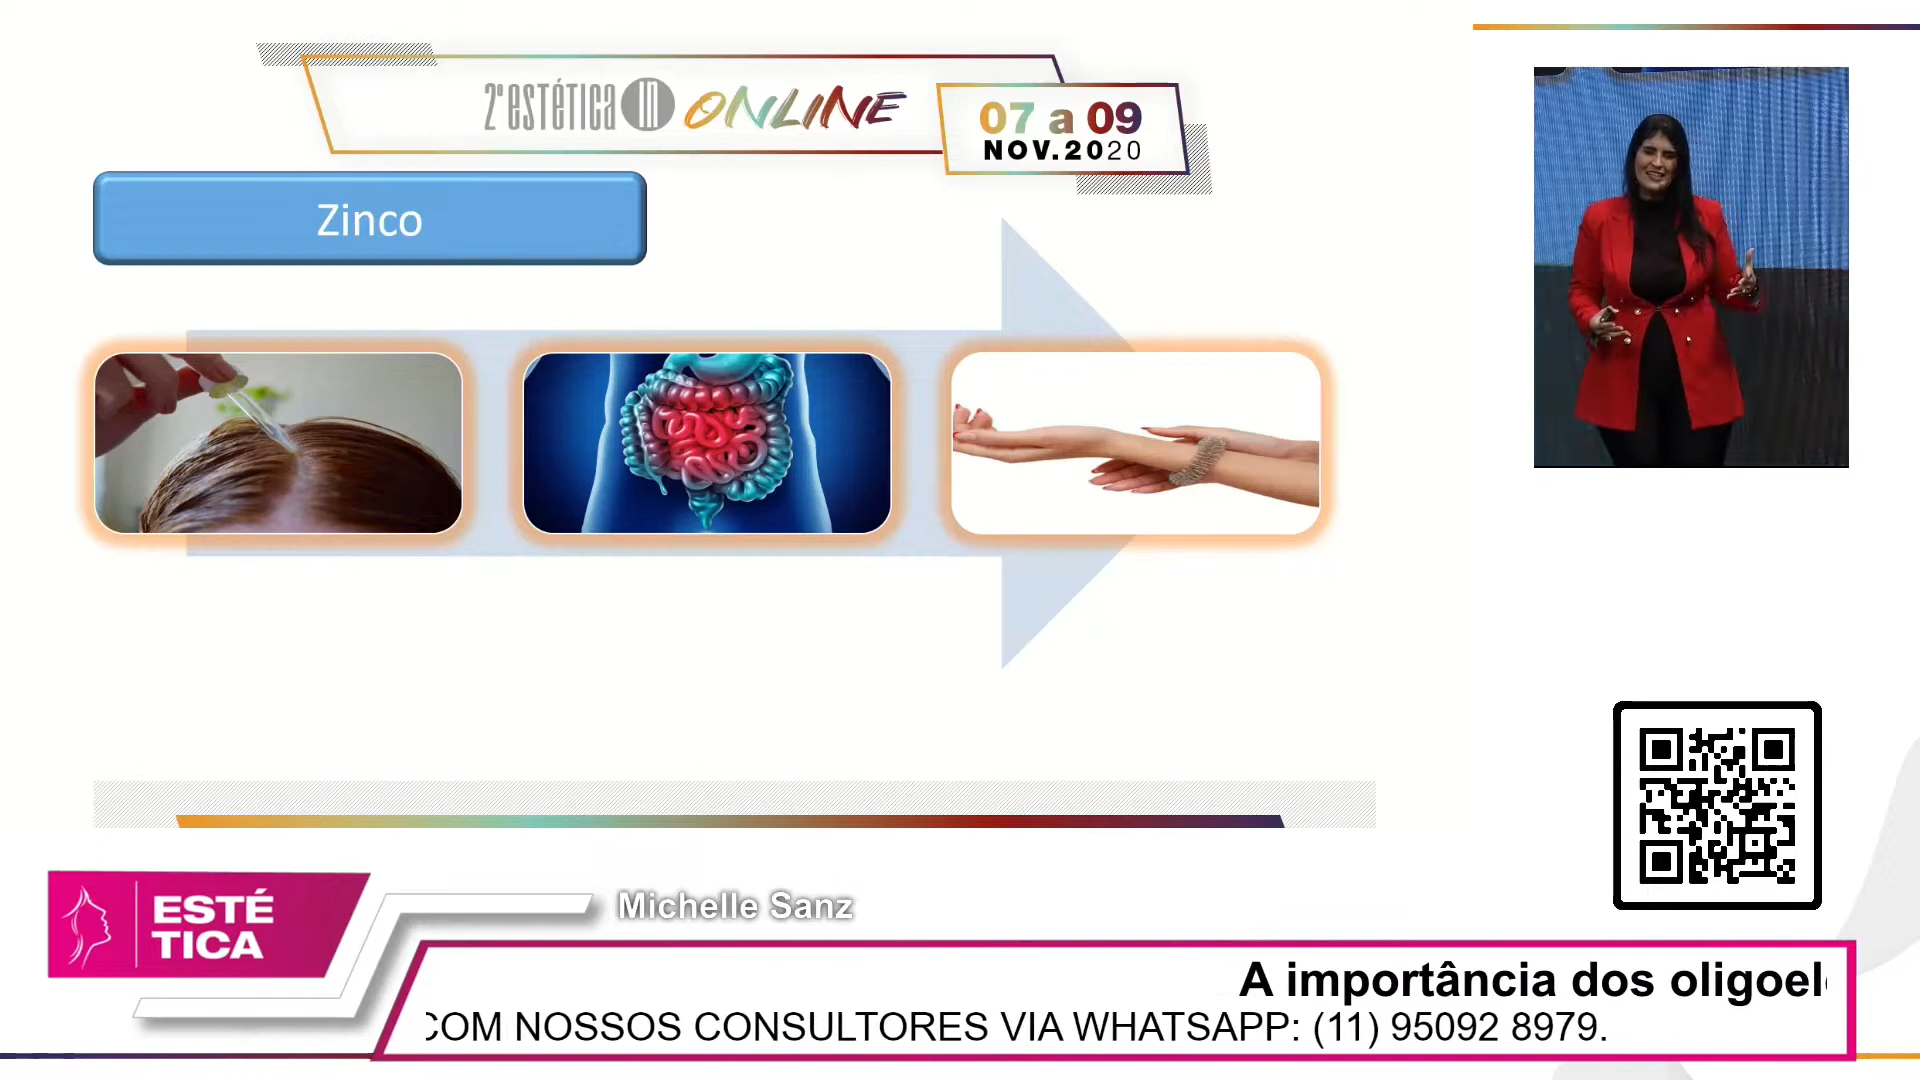 2ª estética in ONLINE
07 a 09
NOV.2020
Zinco
ESTÉ
TICA
Michelle Sanz
A importância dos oligoel
COM NOSSOS CONSULTORES VIA WHATSAPP: (11) 95092 8979.